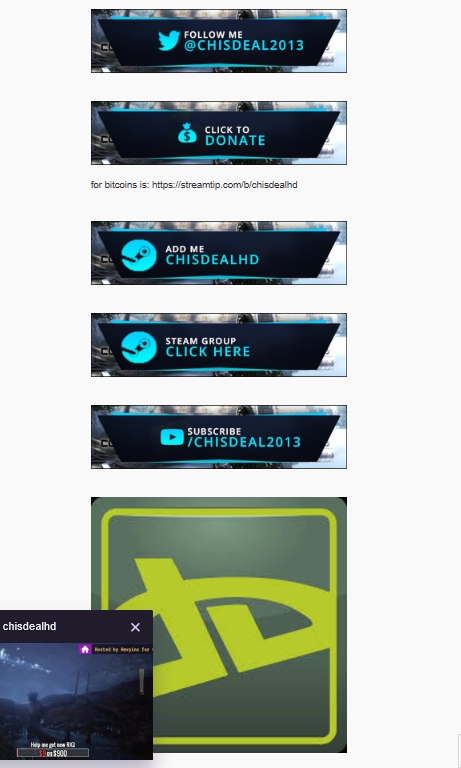 FOLLOW ME
@CHISDEAL2013
CLICK TO
DONATE
for bitcoins is: https://streamtip.com/b/chisdealhd
ADD ME
CHISDEALHD
STEAM GROUP
CLICK HERE
SUBSCRIBE
/CHISDEAL2013
chisdealhd
Hosted by
Help me get new RIG!
$900